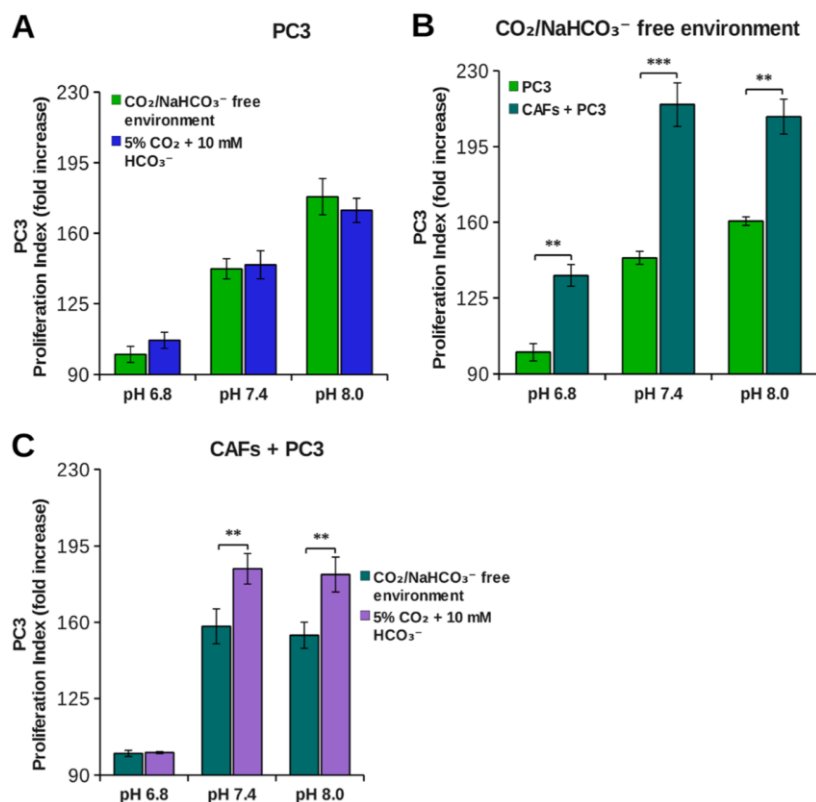 A
PC3
PC3
Proliferation Index (fold increase)
230
195
160
125
90
CO₂/NaHCO₃⁻ free
environment
5% CO₂ + 10 mM
HCO₃⁻
pH 6.8
pH 7.4
pH 8.0
B
CO₂/NaHCO₃⁻ free environment
PC3
Proliferation Index (fold increase)
230
195
160
125
90
PC3
CAFs + PC3
**
***
**
pH 6.8
pH 7.4
pH 8.0
C
CAFs + PC3
PC3
Proliferation Index (fold increase)
230
195
160
125
90
**
**
CO₂/NaHCO₃⁻ free
environment
5% CO₂ + 10 mM
HCO₃⁻
pH 6.8
pH 7.4
pH 8.0